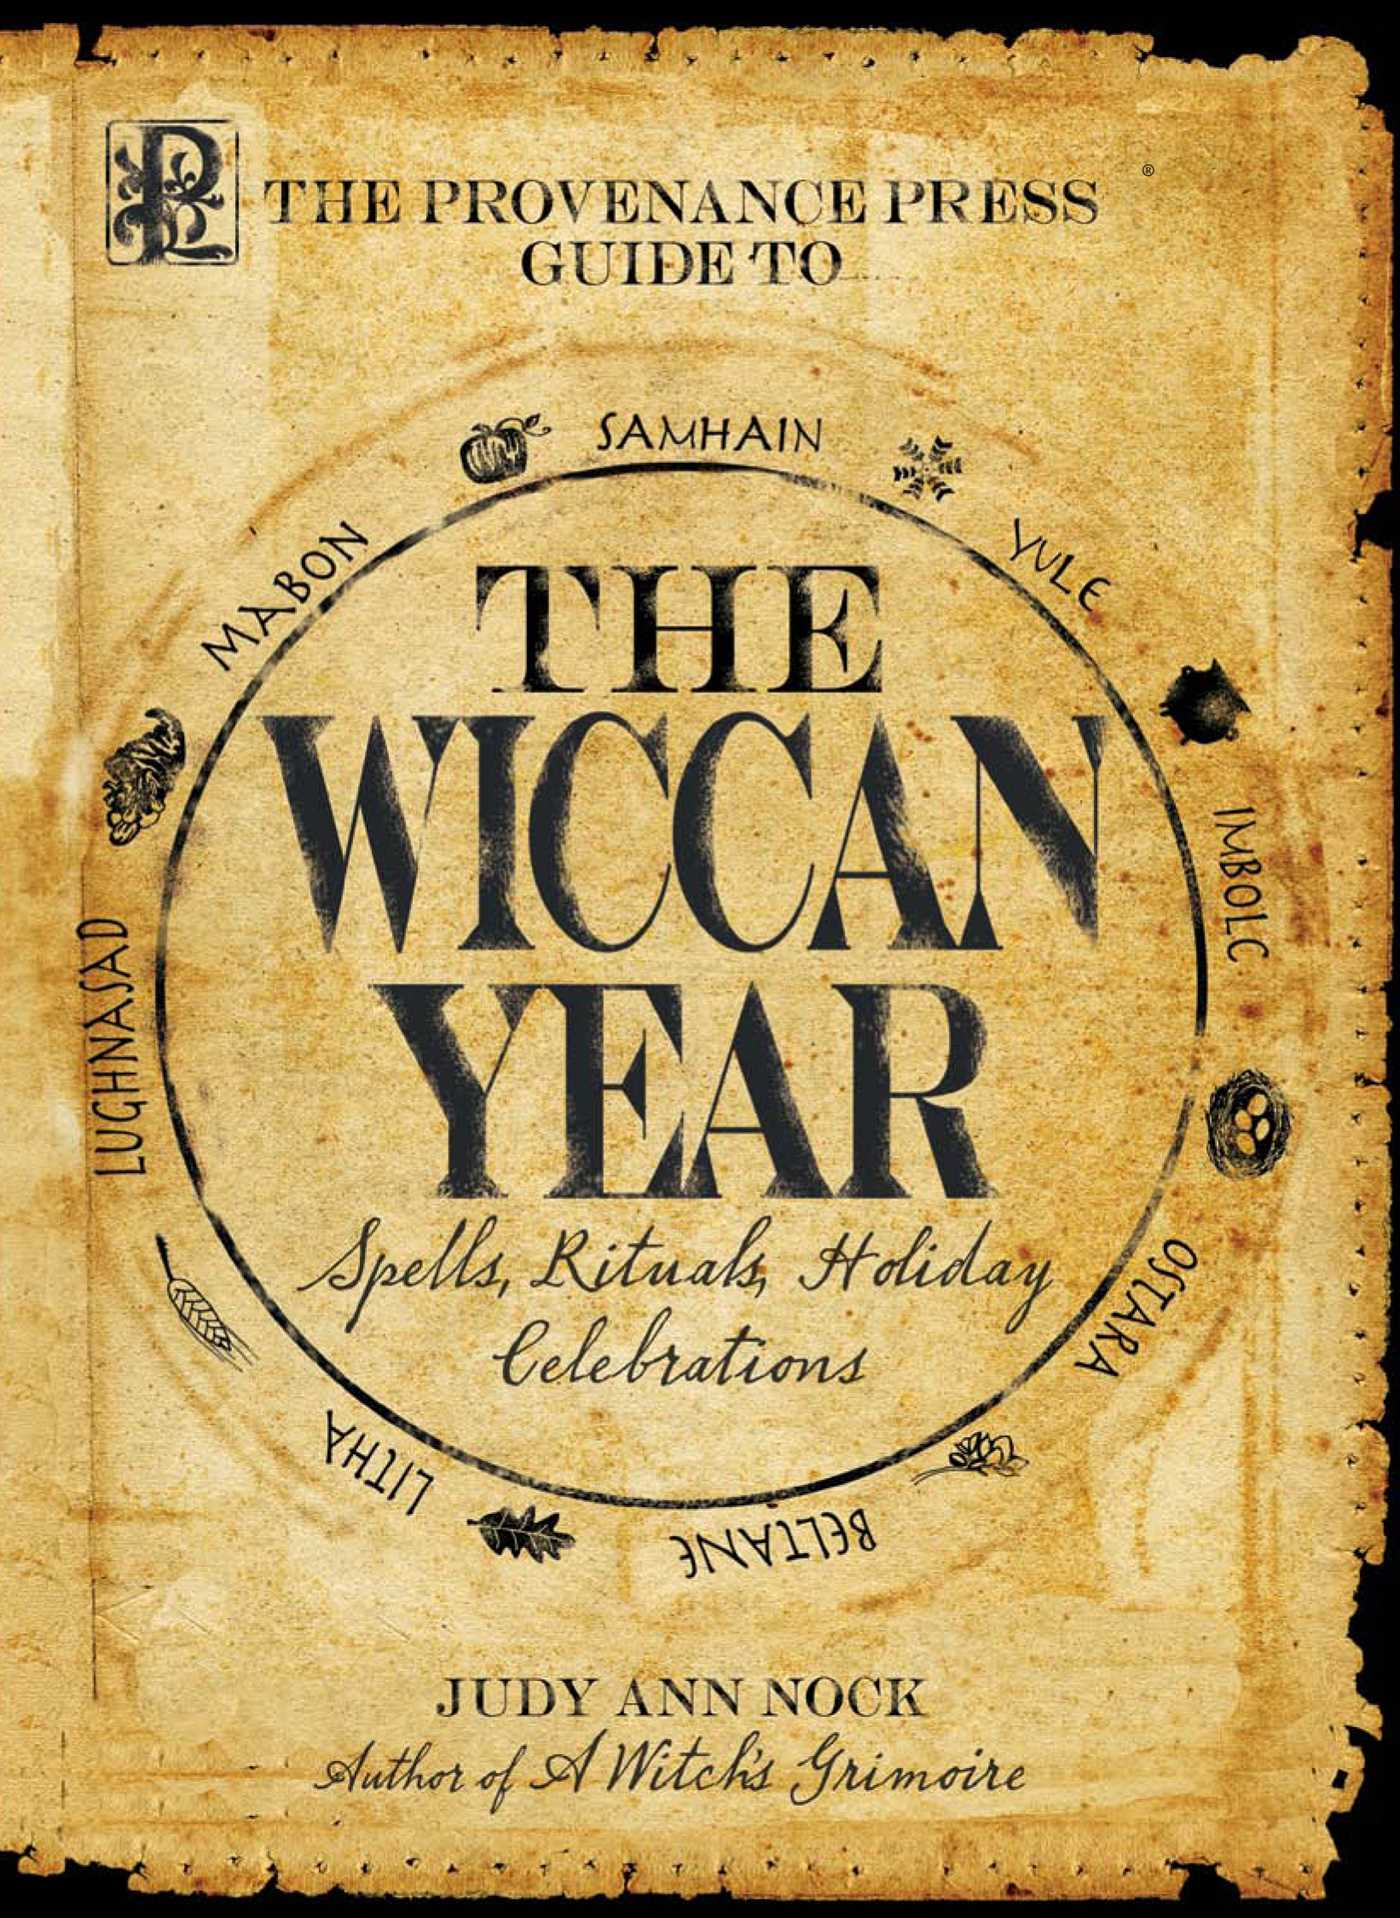 THE PROVENANCE PRESS ®
GUIDE TO
SAMHAIN
YULE
IMBOLC
OSTARA
BELTANE
LITHA
LUGHNASAD
MABON
THE
WICCAN
YEAR
Spells, Rituals, Holiday
Celebrations
JUDY ANN NOCK
Author of A Witch's Grimoire